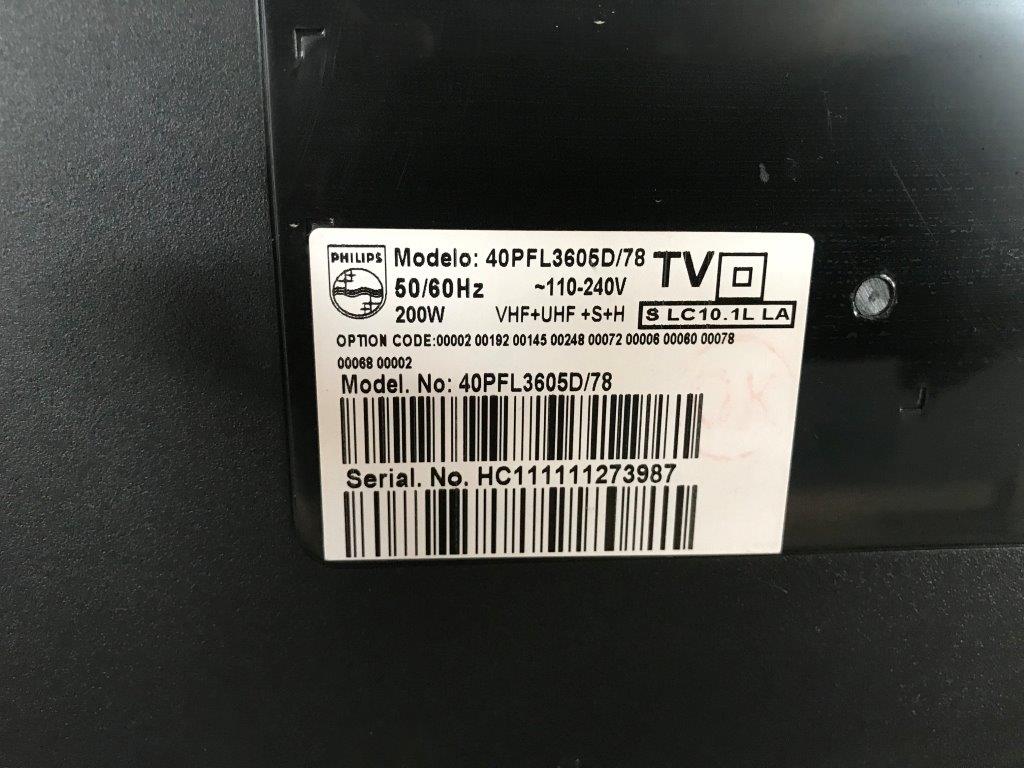 PHILIPS
Modelo: 40PFL3605D/78
TV
50/60Hz ~110-240V
200W VHF+UHF +S+H
S LC10.1L LA
OPTION CODE:00002 00192 00145 00248 00072 00006 00060 00078
00068 00002
Model. No: 40PFL3605D/78
OK
Serial. No. HC111111273987